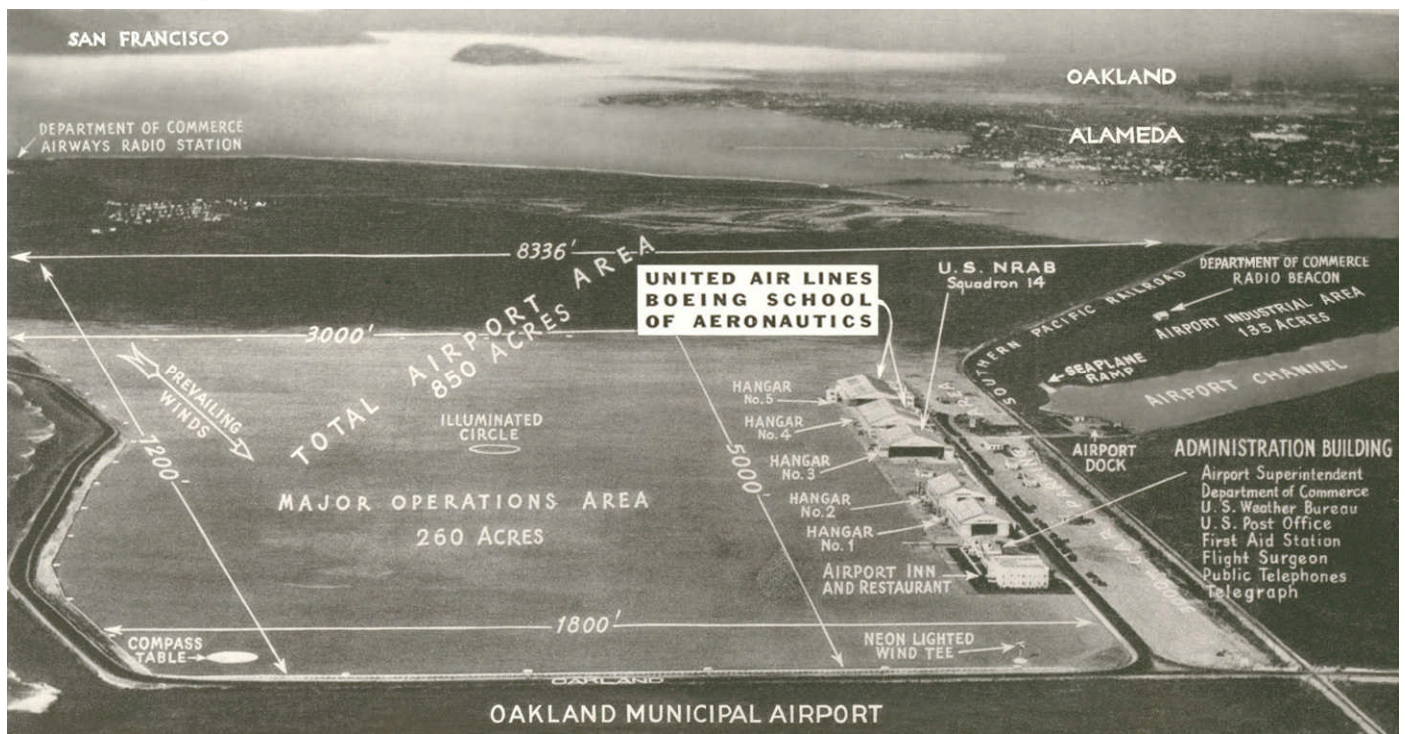 SAN FRANCISCO
OAKLAND
ALAMEDA
DEPARTMENT OF COMMERCE
AIRWAYS RADIO STATION
8336'
TOTAL AIRPORT AREA
850 ACRES
UNITED AIR LINES
BOEING SCHOOL
OF AERONAUTICS
U.S. NRAB
Squadron 14
DEPARTMENT OF COMMERCE
RADIO BEACON
SOUTHERN PACIFIC RAILROAD
AIRPORT INDUSTRIAL AREA
135 ACRES
3000'
PREVAILING
WINDS
SEAPLANE
RAMP
AIRPORT CHANNEL
HANGAR
No.5
HANGAR
No.4
HANGAR
No. 3
HANGAR
No.2
HANGAR
No. 1
ILLUMINATED
CIRCLE
7200'
5000'
MAJOR OPERATIONS AREA
260 ACRES
AIRPORT
DOCK
CAR PARKING AREA
ADMINISTRATION BUILDING
Airport Superintendent
Department of Commerce
U.S. Weather Bureau
U.S. Post Office
First Aid Station
Flight Surgeon
Public Telephones
Telegraph
AIRPORT INN
AND RESTAURANT
1800'
COMPASS
TABLE
NEON LIGHTED
WIND TEE
OAKLAND
OAKLAND MUNICIPAL AIRPORT